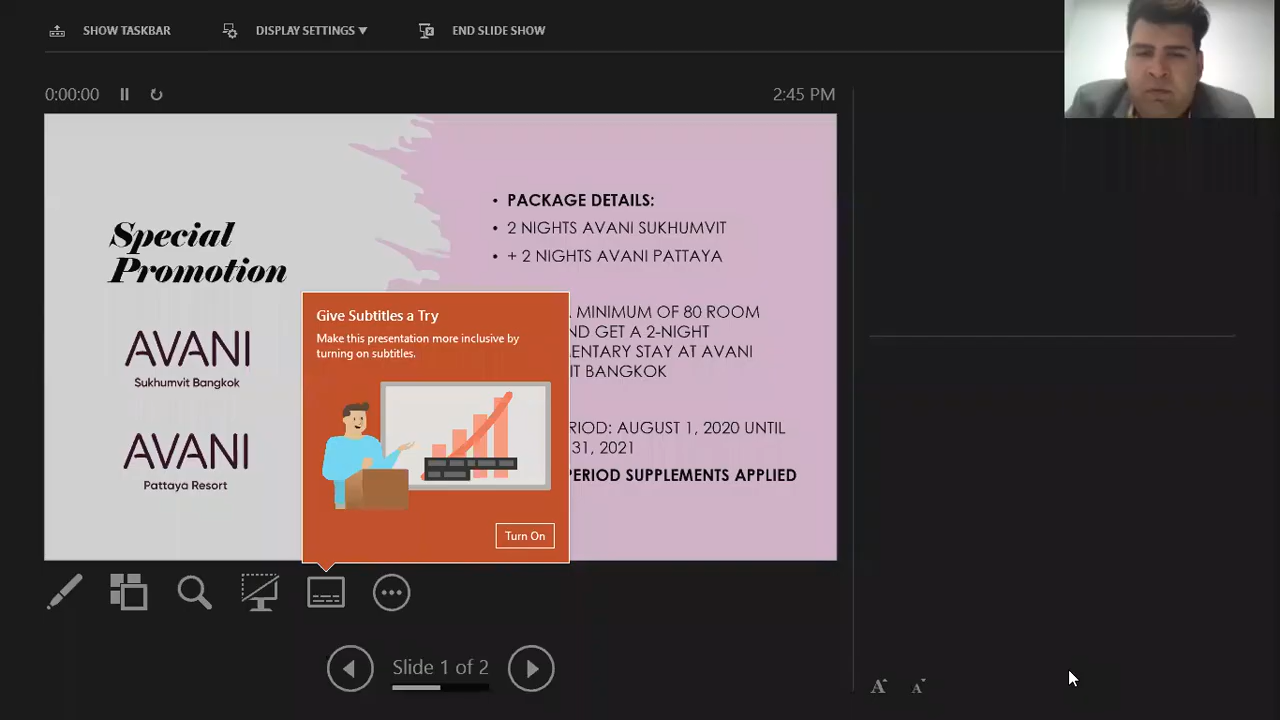 SHOW TASKBAR
DISPLAY SETTINGS ▼
END SLIDE SHOW
0:00:00
2:45 PM
Special
Promotion
AVANI
Sukhumvit Bangkok
AVANI
Pattaya Resort
• PACKAGE DETAILS:
• 2 NIGHTS AVANI SUKHUMVIT
• + 2 NIGHTS AVANI PATTAYA
MINIMUM OF 80 ROOM
ND GET A 2-NIGHT
ENTARY STAY AT AVANI
IT BANGKOK
RIOD: AUGUST 1, 2020 UNTIL
31, 2021
PERIOD SUPPLEMENTS APPLIED
Give Subtitles a Try
Make this presentation more inclusive by
turning on subtitles.
Turn On
Slide 1 of 2
A A